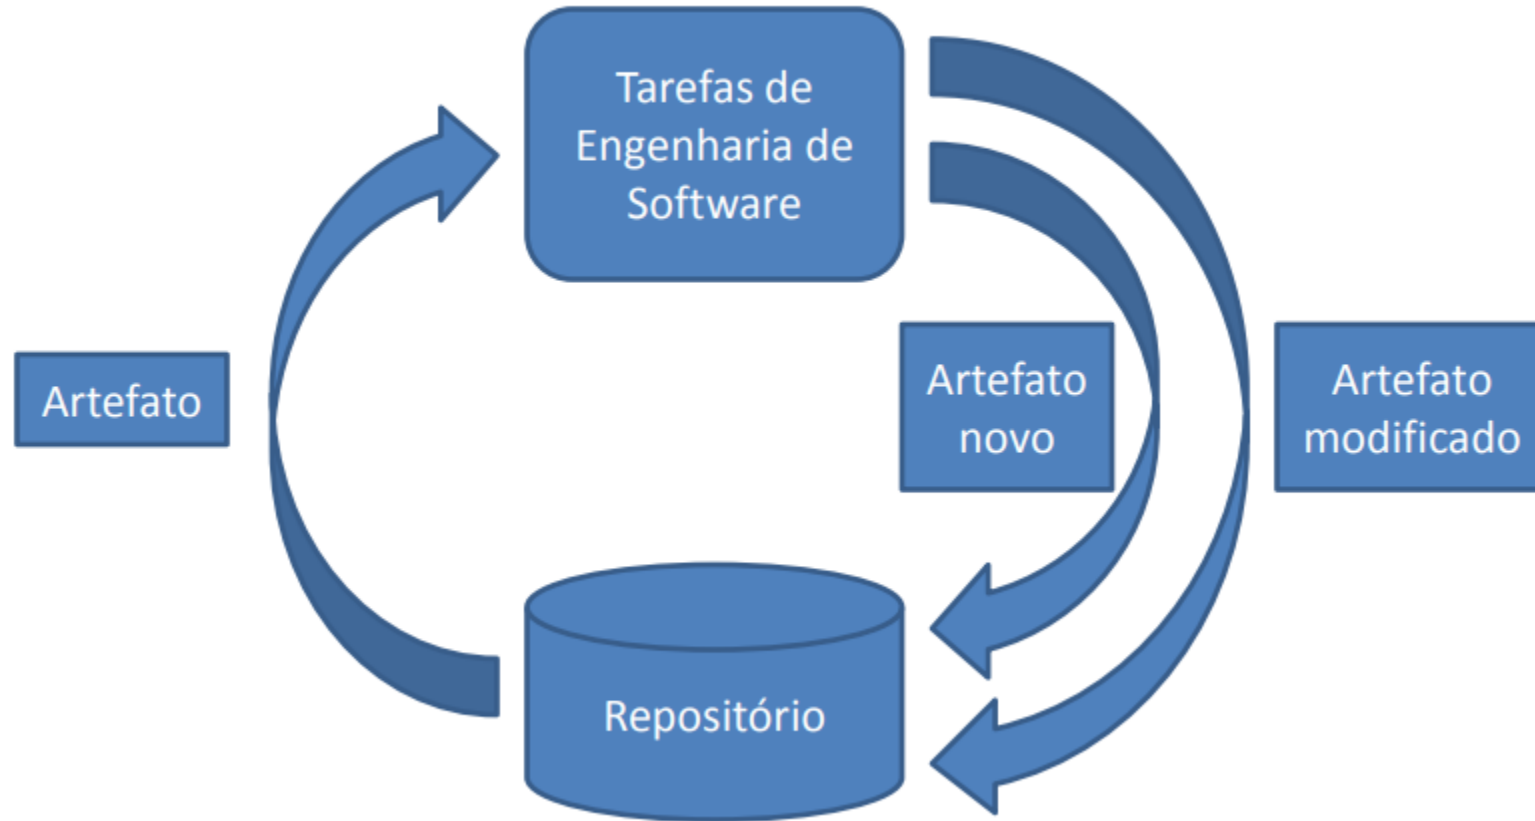 Tarefas de
Engenharia de
Software
Artefato
Artefato
novo
Artefato
modificado
Repositório